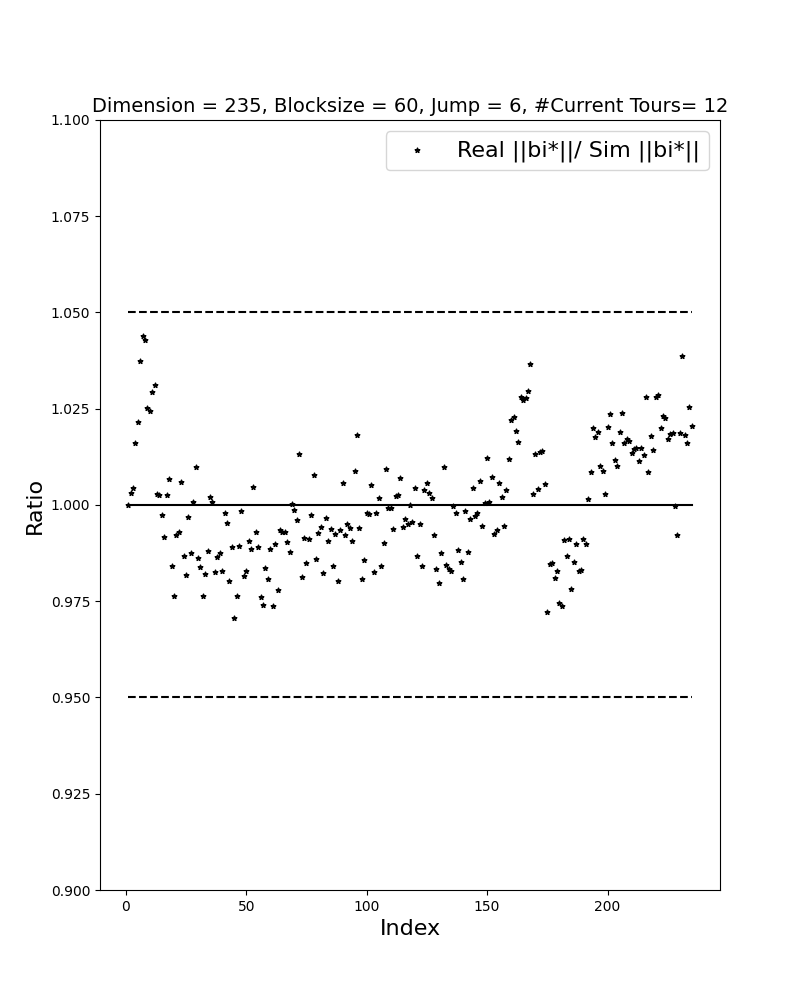 Dimension = 235, Blocksize = 60, Jump = 6, #Current Tours= 12
Real ||bi*||/ Sim ||bi*||
1.100
1.075
1.050
1.025
1.000
0.975
0.950
0.925
0.900
Ratio
0 50 100 150 200
Index